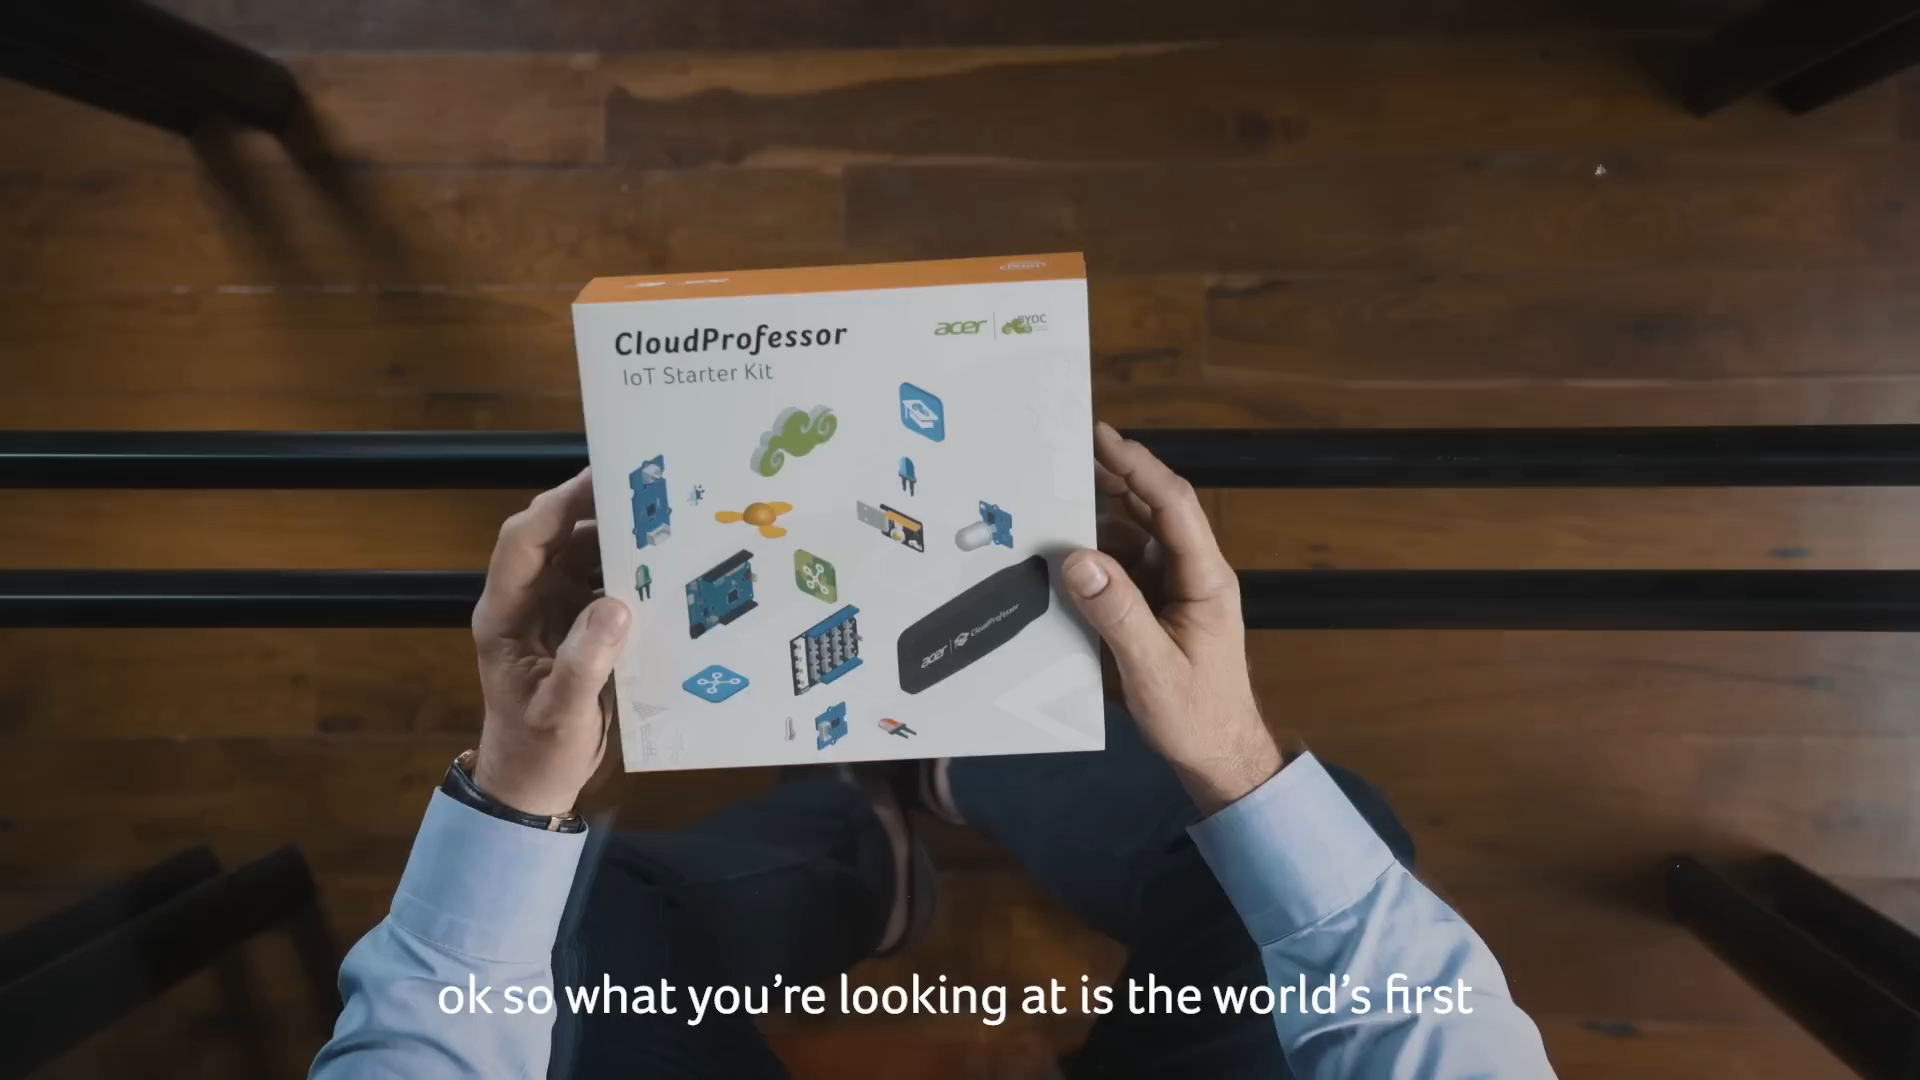 CloudProfessor
IoT Starter Kit
acer BYOC
acer CloudProfessor
ok so what you’re looking at is the world’s first